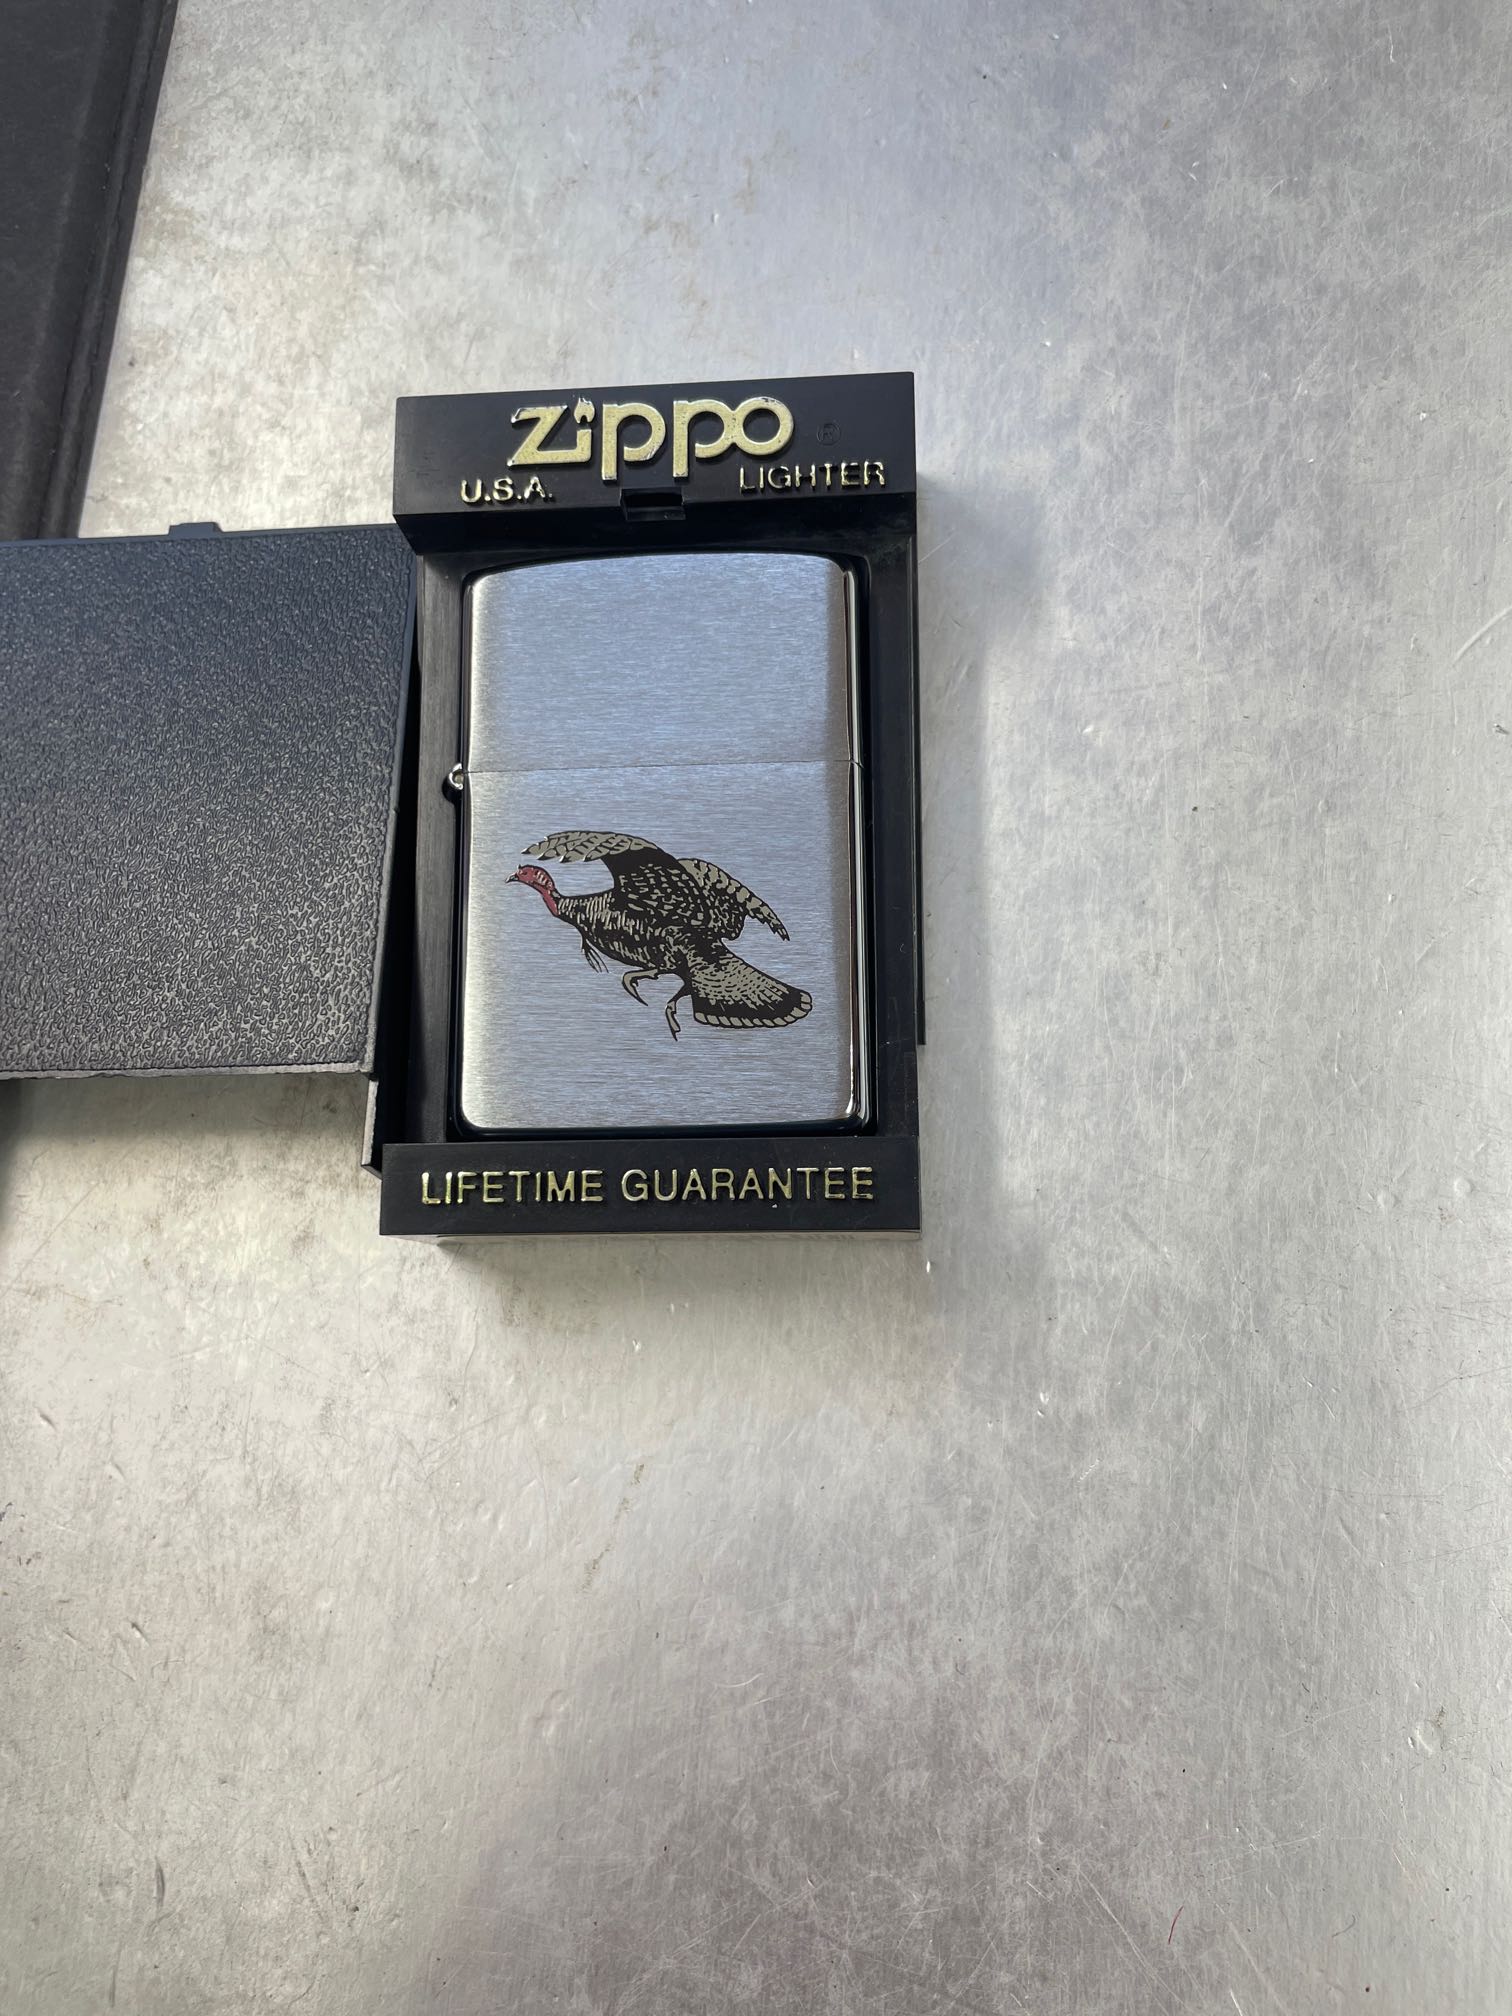 zippo ®
U.S.A. LIGHTER
LIFETIME GUARANTEE